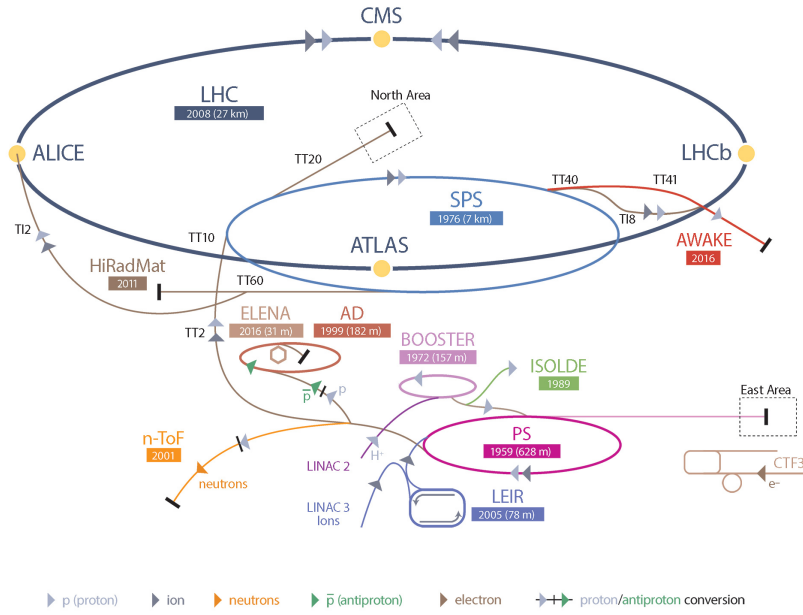 CMS
LHC
2008 (27 km)
North Area
ALICE
LHCb
TT20
TT40
TT41
SPS
1976 (7 km)
TI2
TT10
TI8
ATLAS
AWAKE
2016
HiRadMat
2011
TT60
ELENA
2016 (31 m)
AD
1999 (182 m)
TT2
BOOSTER
1972 (157 m)
ISOLDE
1989
p̅
p
East Area
n-ToF
2001
PS
1959 (628 m)
H⁺
LINAC 2
neutrons
CTF3
e⁻
LINAC 3
Ions
LEIR
2005 (78 m)
p (proton)
ion
neutrons
p̅ (antiproton)
electron
proton/antiproton conversion